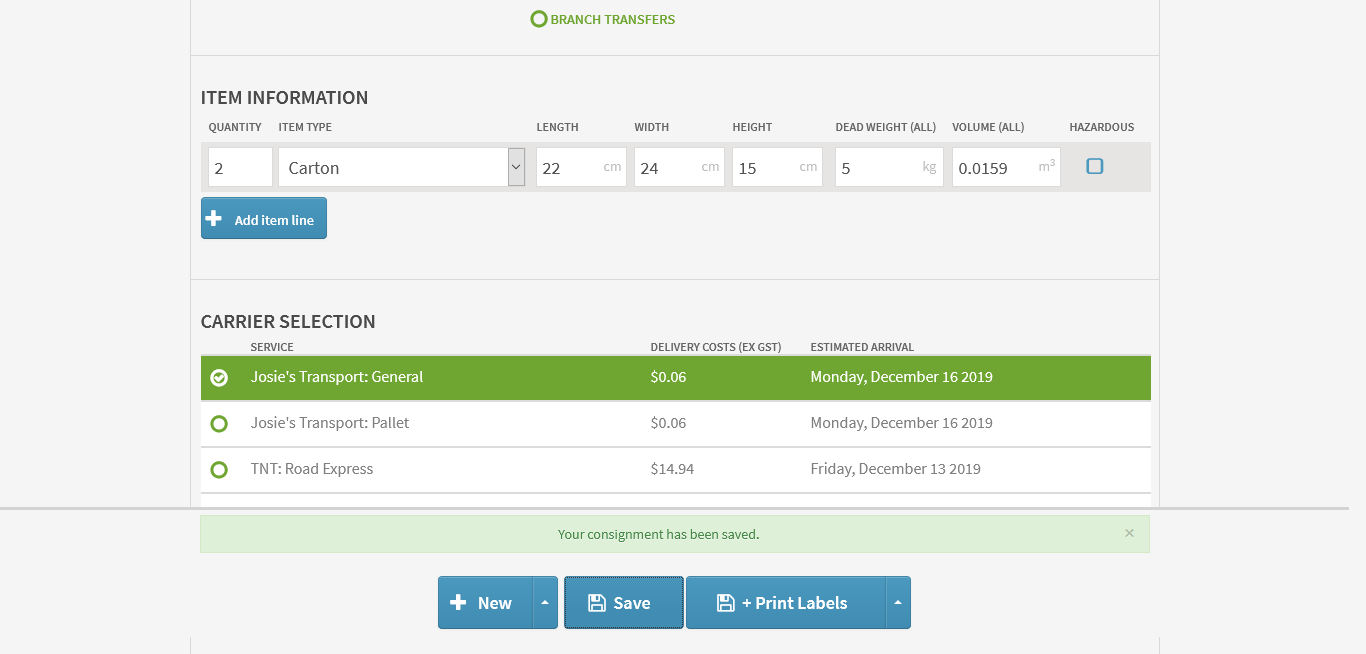 BRANCH TRANSFERS
ITEM INFORMATION
QUANTITY ITEM TYPE LENGTH WIDTH HEIGHT DEAD WEIGHT (ALL) VOLUME (ALL) HAZARDOUS
2 Carton 22 cm 24 cm 15 cm 5 kg 0.0159 m³
Add item line
CARRIER SELECTION
SERVICE DELIVERY COSTS (EX GST) ESTIMATED ARRIVAL
Josie's Transport: General $0.06 Monday, December 16 2019
Josie's Transport: Pallet $0.06 Monday, December 16 2019
TNT: Road Express $14.94 Friday, December 13 2019
Your consignment has been saved. ×
New Save + Print Labels